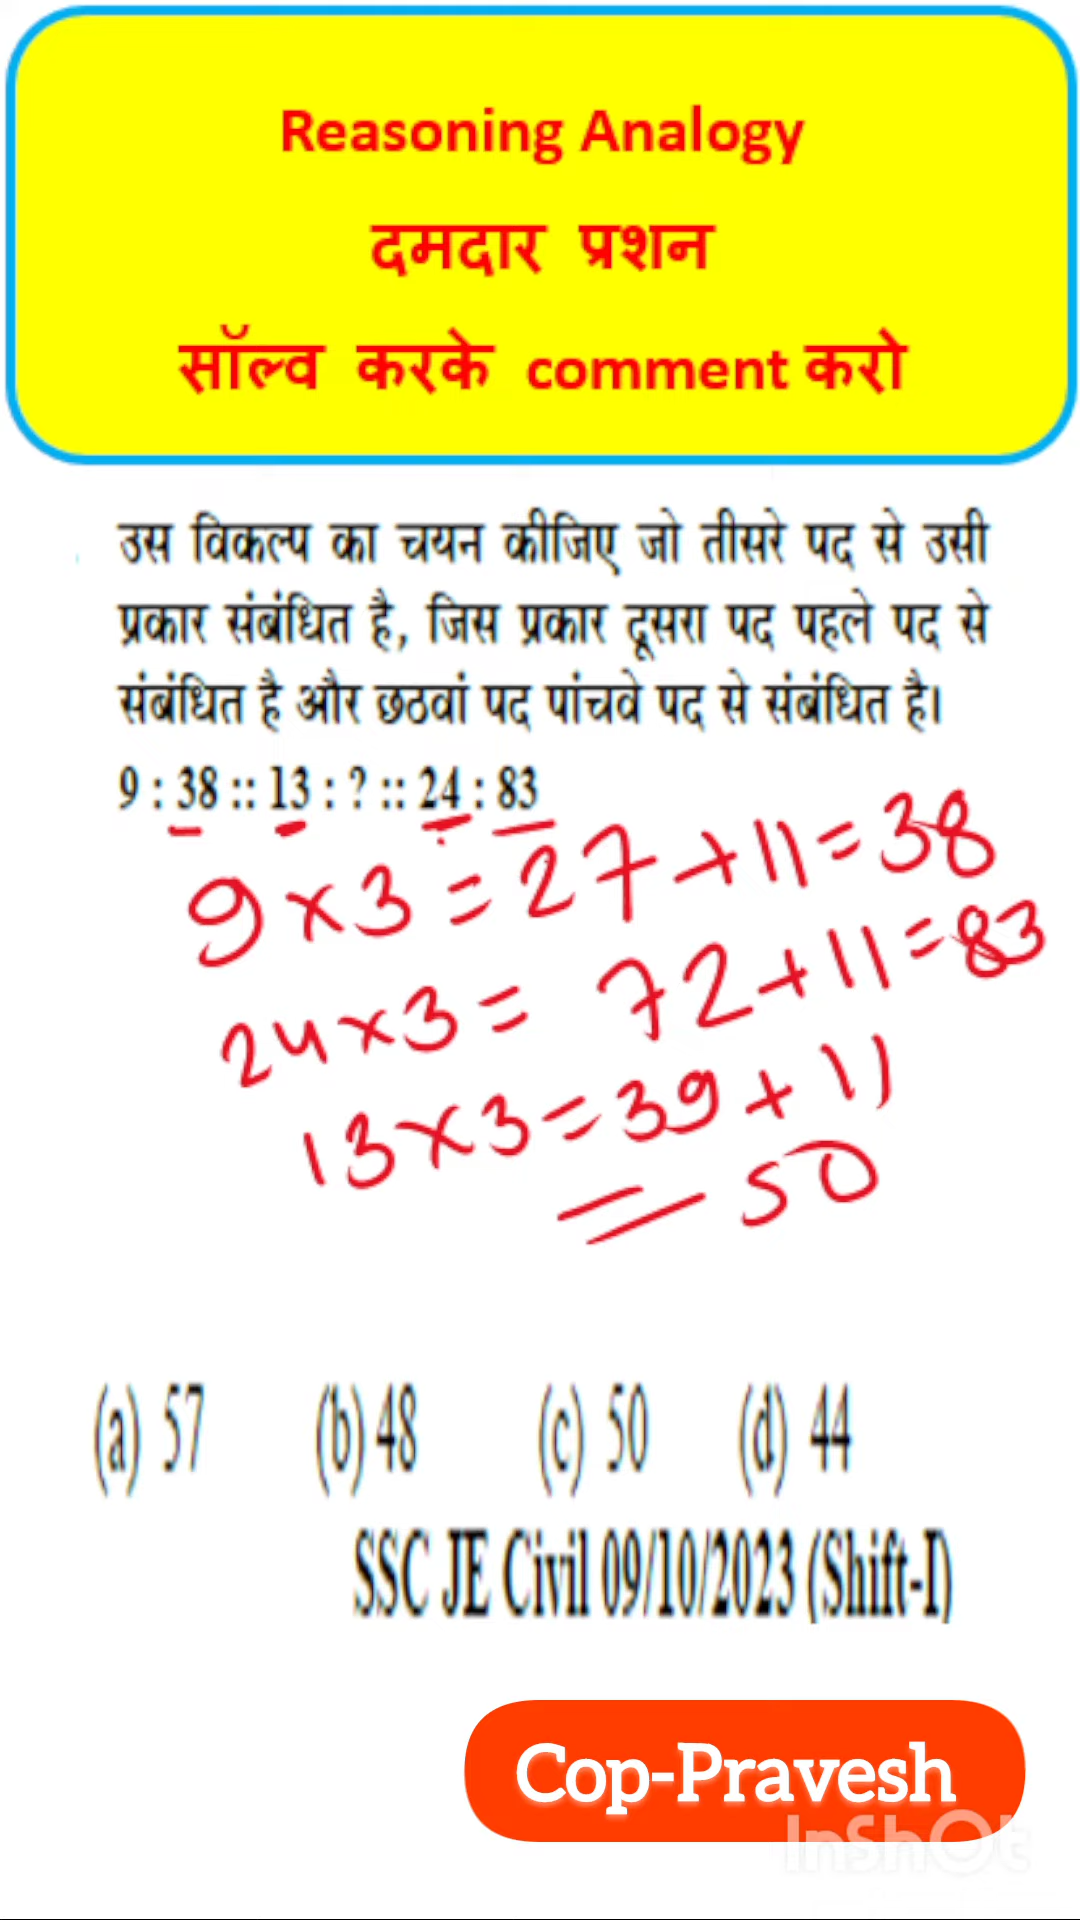 Reasoning Analogy
दमदार प्रशन
सॉल्व करके comment करो
उस विकल्प का चयन कीजिए जो तीसरे पद से उसी
प्रकार संबंधित है, जिस प्रकार दूसरा पद पहले पद से
संबंधित है और छठवां पद पांचवे पद से संबंधित है।
9 : 38 :: 13 : ? :: 24 : 83
9 × 3 = 27 + 11 = 38
24 × 3 = 72 + 11 = 83
13 × 3 = 39 + 11
= 50
(a) 57 (b) 48 (c) 50 (d) 44
SSC JE Civil 09/10/2023 (Shift-I)
Cop-Pravesh
InShOt